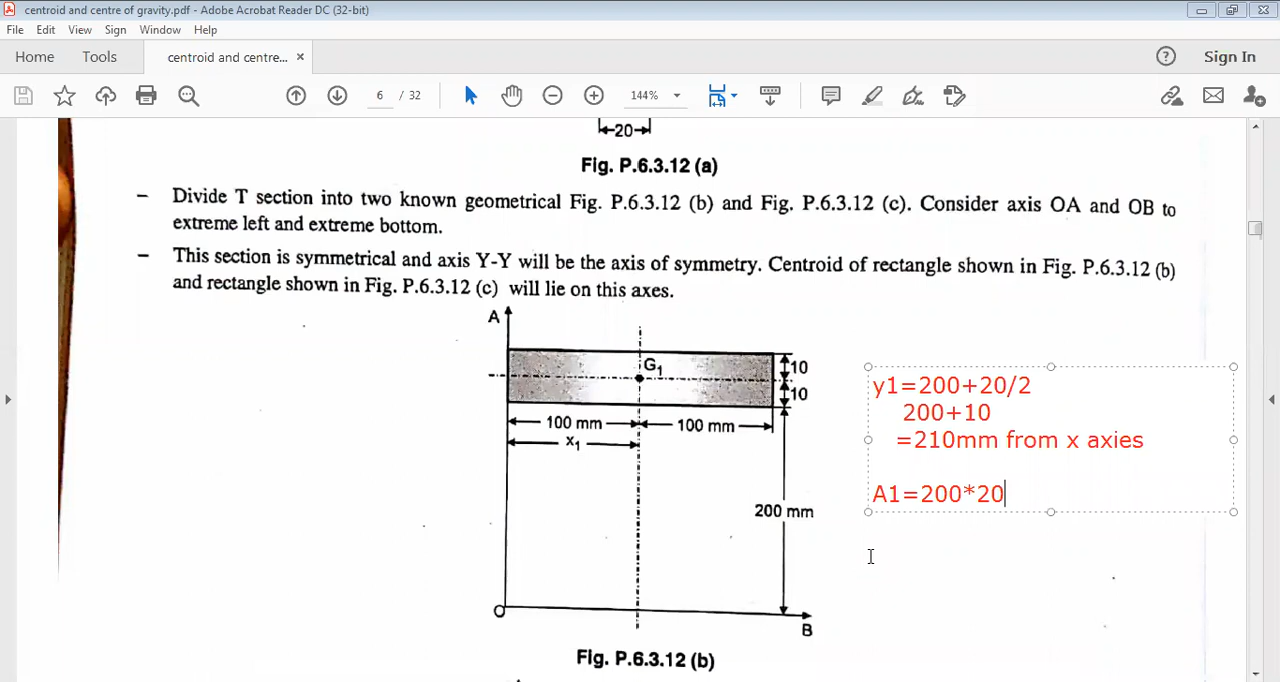 centroid and centre of gravity.pdf - Adobe Acrobat Reader DC (32-bit)
File Edit View Sign Window Help
Home Tools centroid and centre... × ? Sign In
6 / 32 144%
20
Fig. P.6.3.12 (a)
– Divide T section into two known geometrical Fig. P.6.3.12 (b) and Fig. P.6.3.12 (c). Consider axis OA and OB to
extreme left and extreme bottom.
– This section is symmetrical and axis Y-Y will be the axis of symmetry. Centroid of rectangle shown in Fig. P.6.3.12 (b)
and rectangle shown in Fig. P.6.3.12 (c) will lie on this axes.
A
G₁
10
10
100 mm 100 mm
x₁
200 mm
O
B
Fig. P.6.3.12 (b)
y1=200+20/2
200+10
=210mm from x axies
A1=200*20